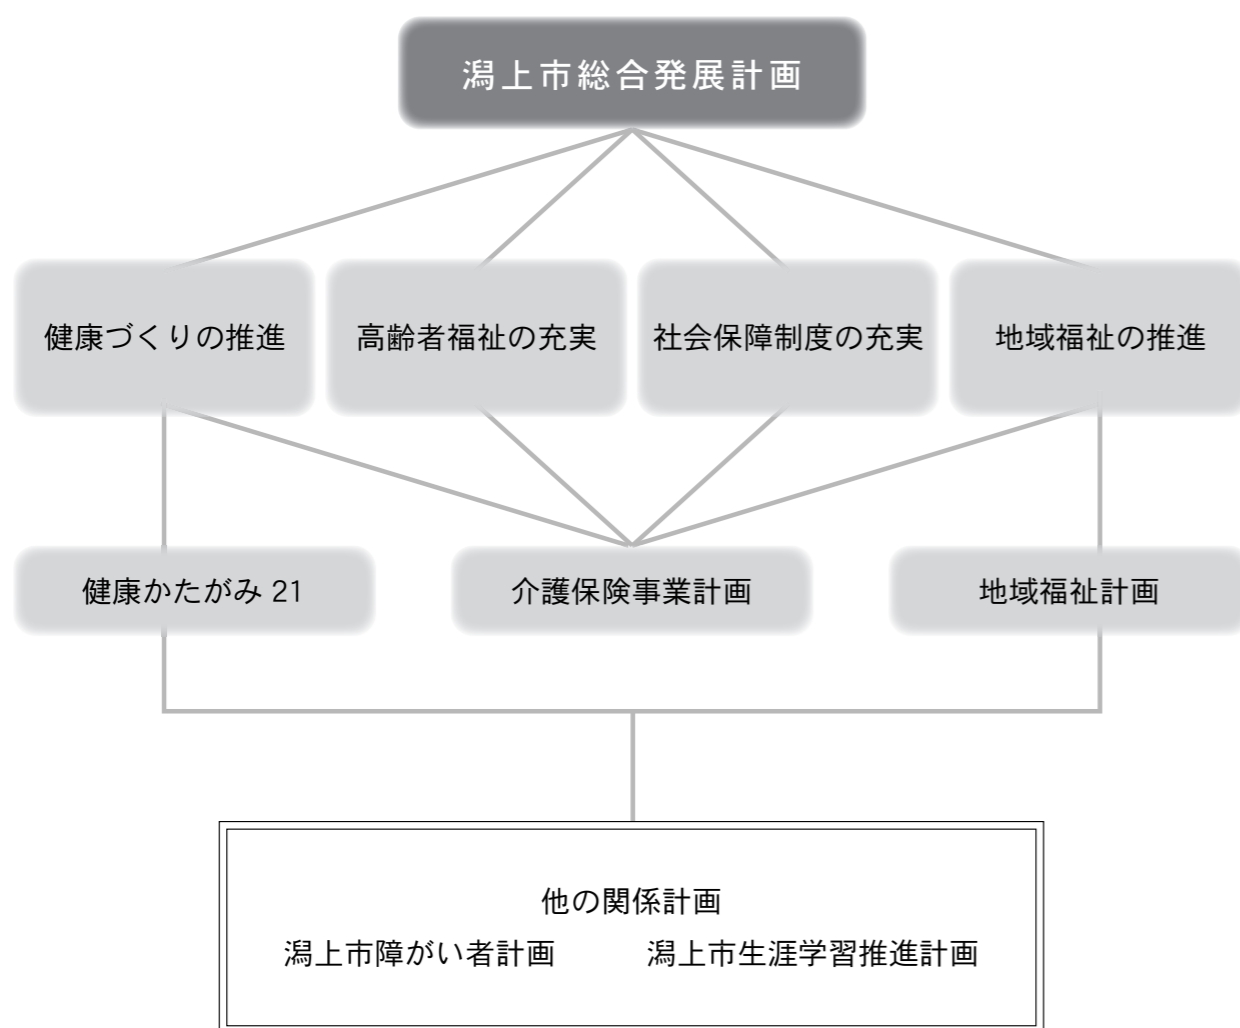 潟上市総合発展計画
健康づくりの推進
高齢者福祉の充実
社会保障制度の充実
地域福祉の推進
健康かたがみ 21
介護保険事業計画
地域福祉計画
他の関係計画
潟上市障がい者計画 潟上市生涯学習推進計画